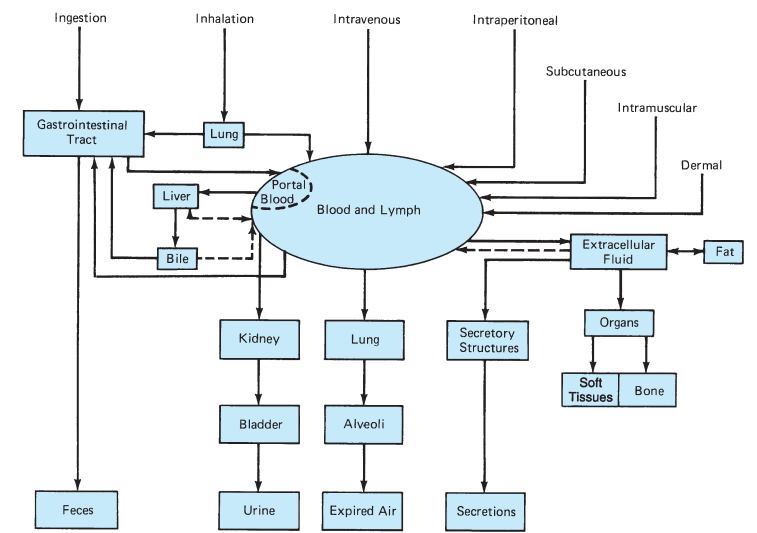 Ingestion
Inhalation
Intravenous
Intraperitoneal
Subcutaneous
Intramuscular
Dermal
Gastrointestinal
Tract
Lung
Portal
Blood
Liver
Blood and Lymph
Bile
Extracellular
Fluid
Fat
Kidney
Lung
Secretory
Structures
Organs
Soft
Tissues
Bone
Bladder
Alveoli
Feces
Urine
Expired Air
Secretions